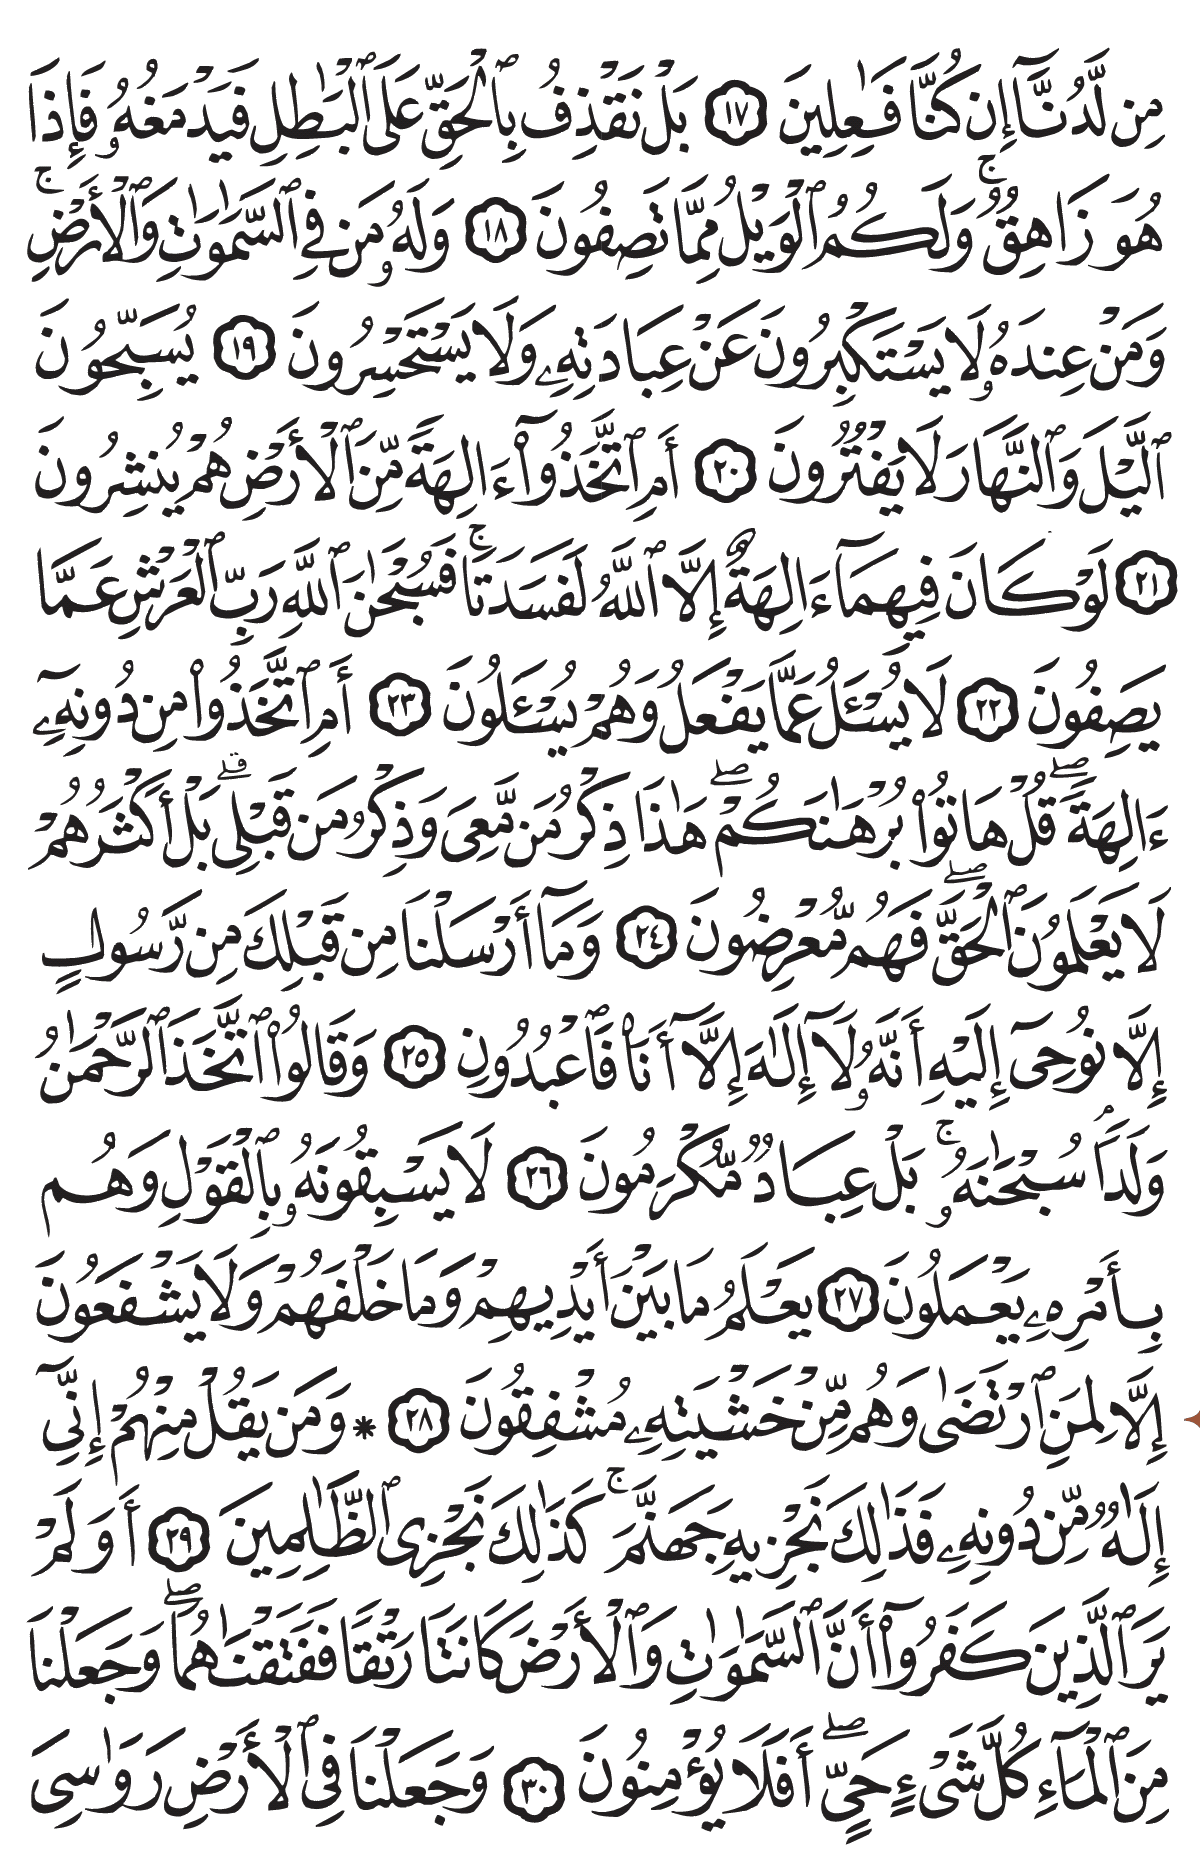 مِن لَّدُنَّآ إِن كُنَّا فَـٰعِلِينَ ١٧ بَلْ نَقْذِفُ بِٱلْحَقِّ عَلَى ٱلْبَـٰطِلِ فَيَدْمَغُهُۥ فَإِذَا
هُوَ زَاهِقٌ ۚ وَلَكُمُ ٱلْوَيْلُ مِمَّا تَصِفُونَ ١٨ وَلَهُۥ مَن فِى ٱلسَّمَـٰوَٰتِ وَٱلْأَرْضِ ۚ
وَمَنْ عِندَهُۥ لَا يَسْتَكْبِرُونَ عَنْ عِبَادَتِهِۦ وَلَا يَسْتَحْسِرُونَ ١٩ يُسَبِّحُونَ
ٱلَّيْلَ وَٱلنَّهَارَ لَا يَفْتُرُونَ ٢٠ أَمِ ٱتَّخَذُوٓا۟ ءَالِهَةً مِّنَ ٱلْأَرْضِ هُمْ يُنشِرُونَ
٢١ لَوْ كَانَ فِيهِمَآ ءَالِهَةٌ إِلَّا ٱللَّهُ لَفَسَدَتَا ۚ فَسُبْحَـٰنَ ٱللَّهِ رَبِّ ٱلْعَرْشِ عَمَّا
يَصِفُونَ ٢٢ لَا يُسْـَٔلُ عَمَّا يَفْعَلُ وَهُمْ يُسْـَٔلُونَ ٢٣ أَمِ ٱتَّخَذُوا۟ مِن دُونِهِۦٓ
ءَالِهَةً ۖ قُلْ هَاتُوا۟ بُرْهَـٰنَكُمْ ۖ هَـٰذَا ذِكْرُ مَن مَّعِىَ وَذِكْرُ مَن قَبْلِى ۗ بَلْ أَكْثَرُهُمْ
لَا يَعْلَمُونَ ٱلْحَقَّ ۖ فَهُم مُّعْرِضُونَ ٢٤ وَمَآ أَرْسَلْنَا مِن قَبْلِكَ مِن رَّسُولٍ
إِلَّا نُوحِىٓ إِلَيْهِ أَنَّهُۥ لَآ إِلَـٰهَ إِلَّآ أَنَا۠ فَٱعْبُدُونِ ٢٥ وَقَالُوا۟ ٱتَّخَذَ ٱلرَّحْمَـٰنُ
وَلَدًا ۗ سُبْحَـٰنَهُۥ ۚ بَلْ عِبَادٌ مُّكْرَمُونَ ٢٦ لَا يَسْبِقُونَهُۥ بِٱلْقَوْلِ وَهُم
بِأَمْرِهِۦ يَعْمَلُونَ ٢٧ يَعْلَمُ مَا بَيْنَ أَيْدِيهِمْ وَمَا خَلْفَهُمْ وَلَا يَشْفَعُونَ
إِلَّا لِمَنِ ٱرْتَضَىٰ وَهُم مِّنْ خَشْيَتِهِۦ مُشْفِقُونَ ٢٨ * وَمَن يَقُلْ مِنْهُمْ إِنِّىٓ
إِلَـٰهٌ مِّن دُونِهِۦ فَذَٰلِكَ نَجْزِيهِ جَهَنَّمَ ۚ كَذَٰلِكَ نَجْزِى ٱلظَّـٰلِمِينَ ٢٩ أَوَلَمْ
يَرَ ٱلَّذِينَ كَفَرُوٓا۟ أَنَّ ٱلسَّمَـٰوَٰتِ وَٱلْأَرْضَ كَانَتَا رَتْقًا فَفَتَقْنَـٰهُمَا ۖ وَجَعَلْنَا
مِنَ ٱلْمَآءِ كُلَّ شَىْءٍ حَىٍّ ۖ أَفَلَا يُؤْمِنُونَ ٣٠ وَجَعَلْنَا فِى ٱلْأَرْضِ رَوَٰسِىَ